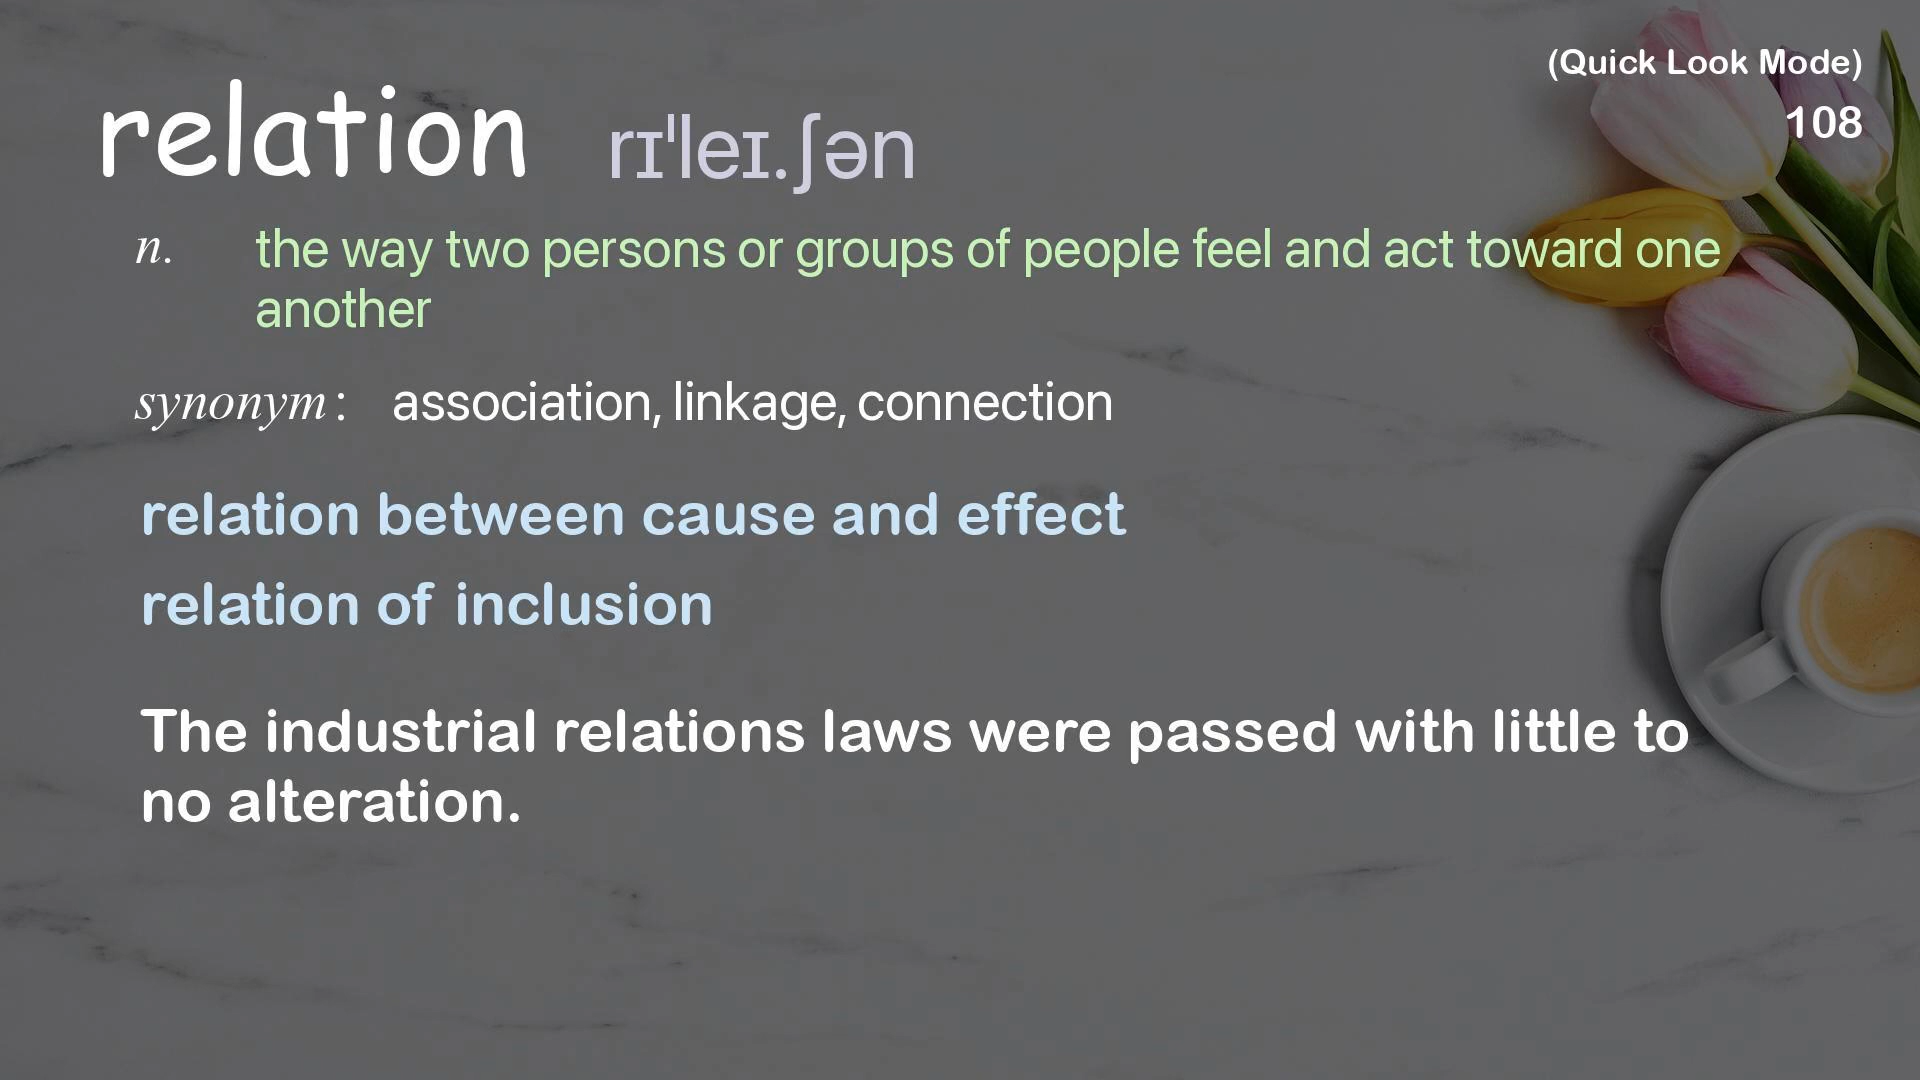 (Quick Look Mode)
108
relation rɪˈleɪ.ʃən
n. the way two persons or groups of people feel and act toward one
another
synonym: association, linkage, connection
relation between cause and effect
relation of inclusion
The industrial relations laws were passed with little to
no alteration.